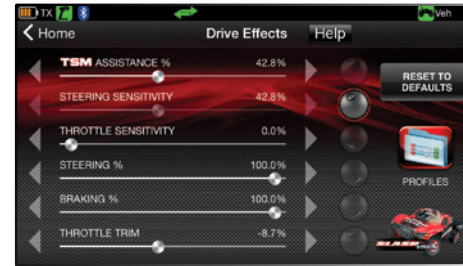 TX Veh
Home Drive Effects Help
TSM ASSISTANCE % 42.8%
RESET TO
DEFAULTS
STEERING SENSITIVITY 42.8%
THROTTLE SENSITIVITY 0.0%
STEERING % 100.0%
PROFILES
BRAKING % 100.0%
THROTTLE TRIM -8.7%
SLASH